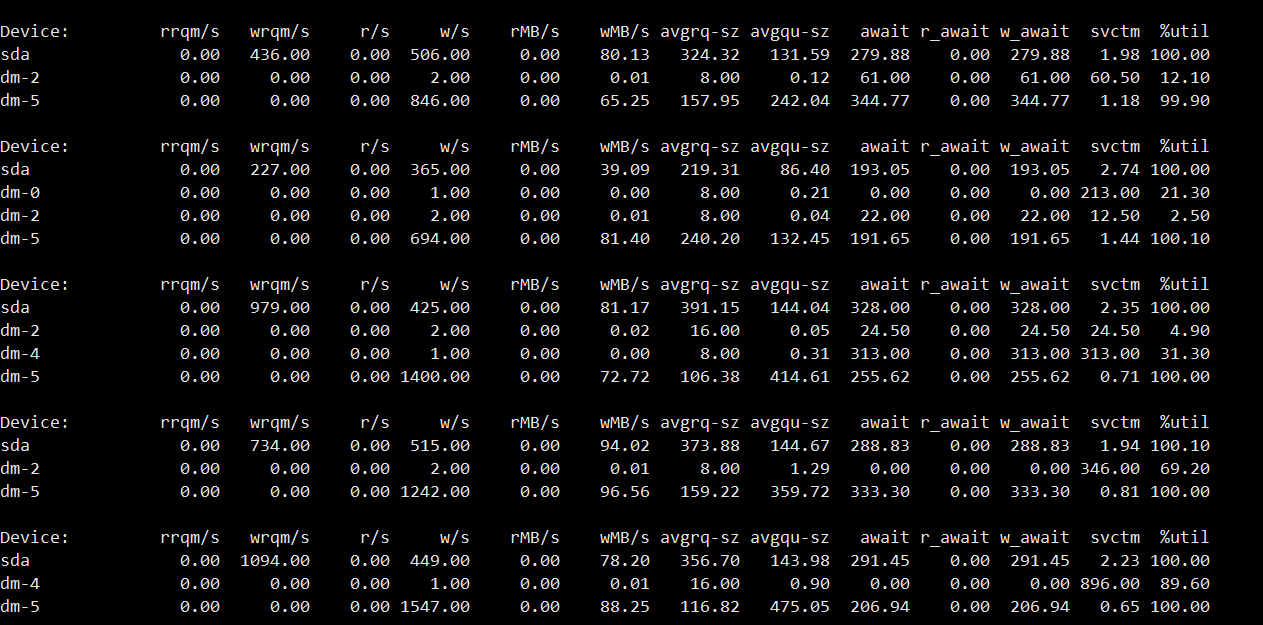 Device: rrqm/s wrqm/s r/s w/s rMB/s wMB/s avgrq-sz avgqu-sz await r_await w_await svctm %util
sda 0.00 436.00 0.00 506.00 0.00 80.13 324.32 131.59 279.88 0.00 279.88 1.98 100.00
dm-2 0.00 0.00 0.00 2.00 0.00 0.01 8.00 0.12 61.00 0.00 61.00 60.50 12.10
dm-5 0.00 0.00 0.00 846.00 0.00 65.25 157.95 242.04 344.77 0.00 344.77 1.18 99.90
Device: rrqm/s wrqm/s r/s w/s rMB/s wMB/s avgrq-sz avgqu-sz await r_await w_await svctm %util
sda 0.00 227.00 0.00 365.00 0.00 39.09 219.31 86.40 193.05 0.00 193.05 2.74 100.00
dm-0 0.00 0.00 0.00 1.00 0.00 0.00 8.00 0.21 0.00 0.00 0.00 213.00 21.30
dm-2 0.00 0.00 0.00 2.00 0.00 0.01 8.00 0.04 22.00 0.00 22.00 12.50 2.50
dm-5 0.00 0.00 0.00 694.00 0.00 81.40 240.20 132.45 191.65 0.00 191.65 1.44 100.10
Device: rrqm/s wrqm/s r/s w/s rMB/s wMB/s avgrq-sz avgqu-sz await r_await w_await svctm %util
sda 0.00 979.00 0.00 425.00 0.00 81.17 391.15 144.04 328.00 0.00 328.00 2.35 100.00
dm-2 0.00 0.00 0.00 2.00 0.00 0.02 16.00 0.05 24.50 0.00 24.50 24.50 4.90
dm-4 0.00 0.00 0.00 1.00 0.00 0.00 8.00 0.31 313.00 0.00 313.00 313.00 31.30
dm-5 0.00 0.00 0.00 1400.00 0.00 72.72 106.38 414.61 255.62 0.00 255.62 0.71 100.00
Device: rrqm/s wrqm/s r/s w/s rMB/s wMB/s avgrq-sz avgqu-sz await r_await w_await svctm %util
sda 0.00 734.00 0.00 515.00 0.00 94.02 373.88 144.67 288.83 0.00 288.83 1.94 100.10
dm-2 0.00 0.00 0.00 2.00 0.00 0.01 8.00 1.29 0.00 0.00 0.00 346.00 69.20
dm-5 0.00 0.00 0.00 1242.00 0.00 96.56 159.22 359.72 333.30 0.00 333.30 0.81 100.00
Device: rrqm/s wrqm/s r/s w/s rMB/s wMB/s avgrq-sz avgqu-sz await r_await w_await svctm %util
sda 0.00 1094.00 0.00 449.00 0.00 78.20 356.70 143.98 291.45 0.00 291.45 2.23 100.00
dm-4 0.00 0.00 0.00 1.00 0.00 0.01 16.00 0.90 0.00 0.00 0.00 896.00 89.60
dm-5 0.00 0.00 0.00 1547.00 0.00 88.25 116.82 475.05 206.94 0.00 206.94 0.65 100.00